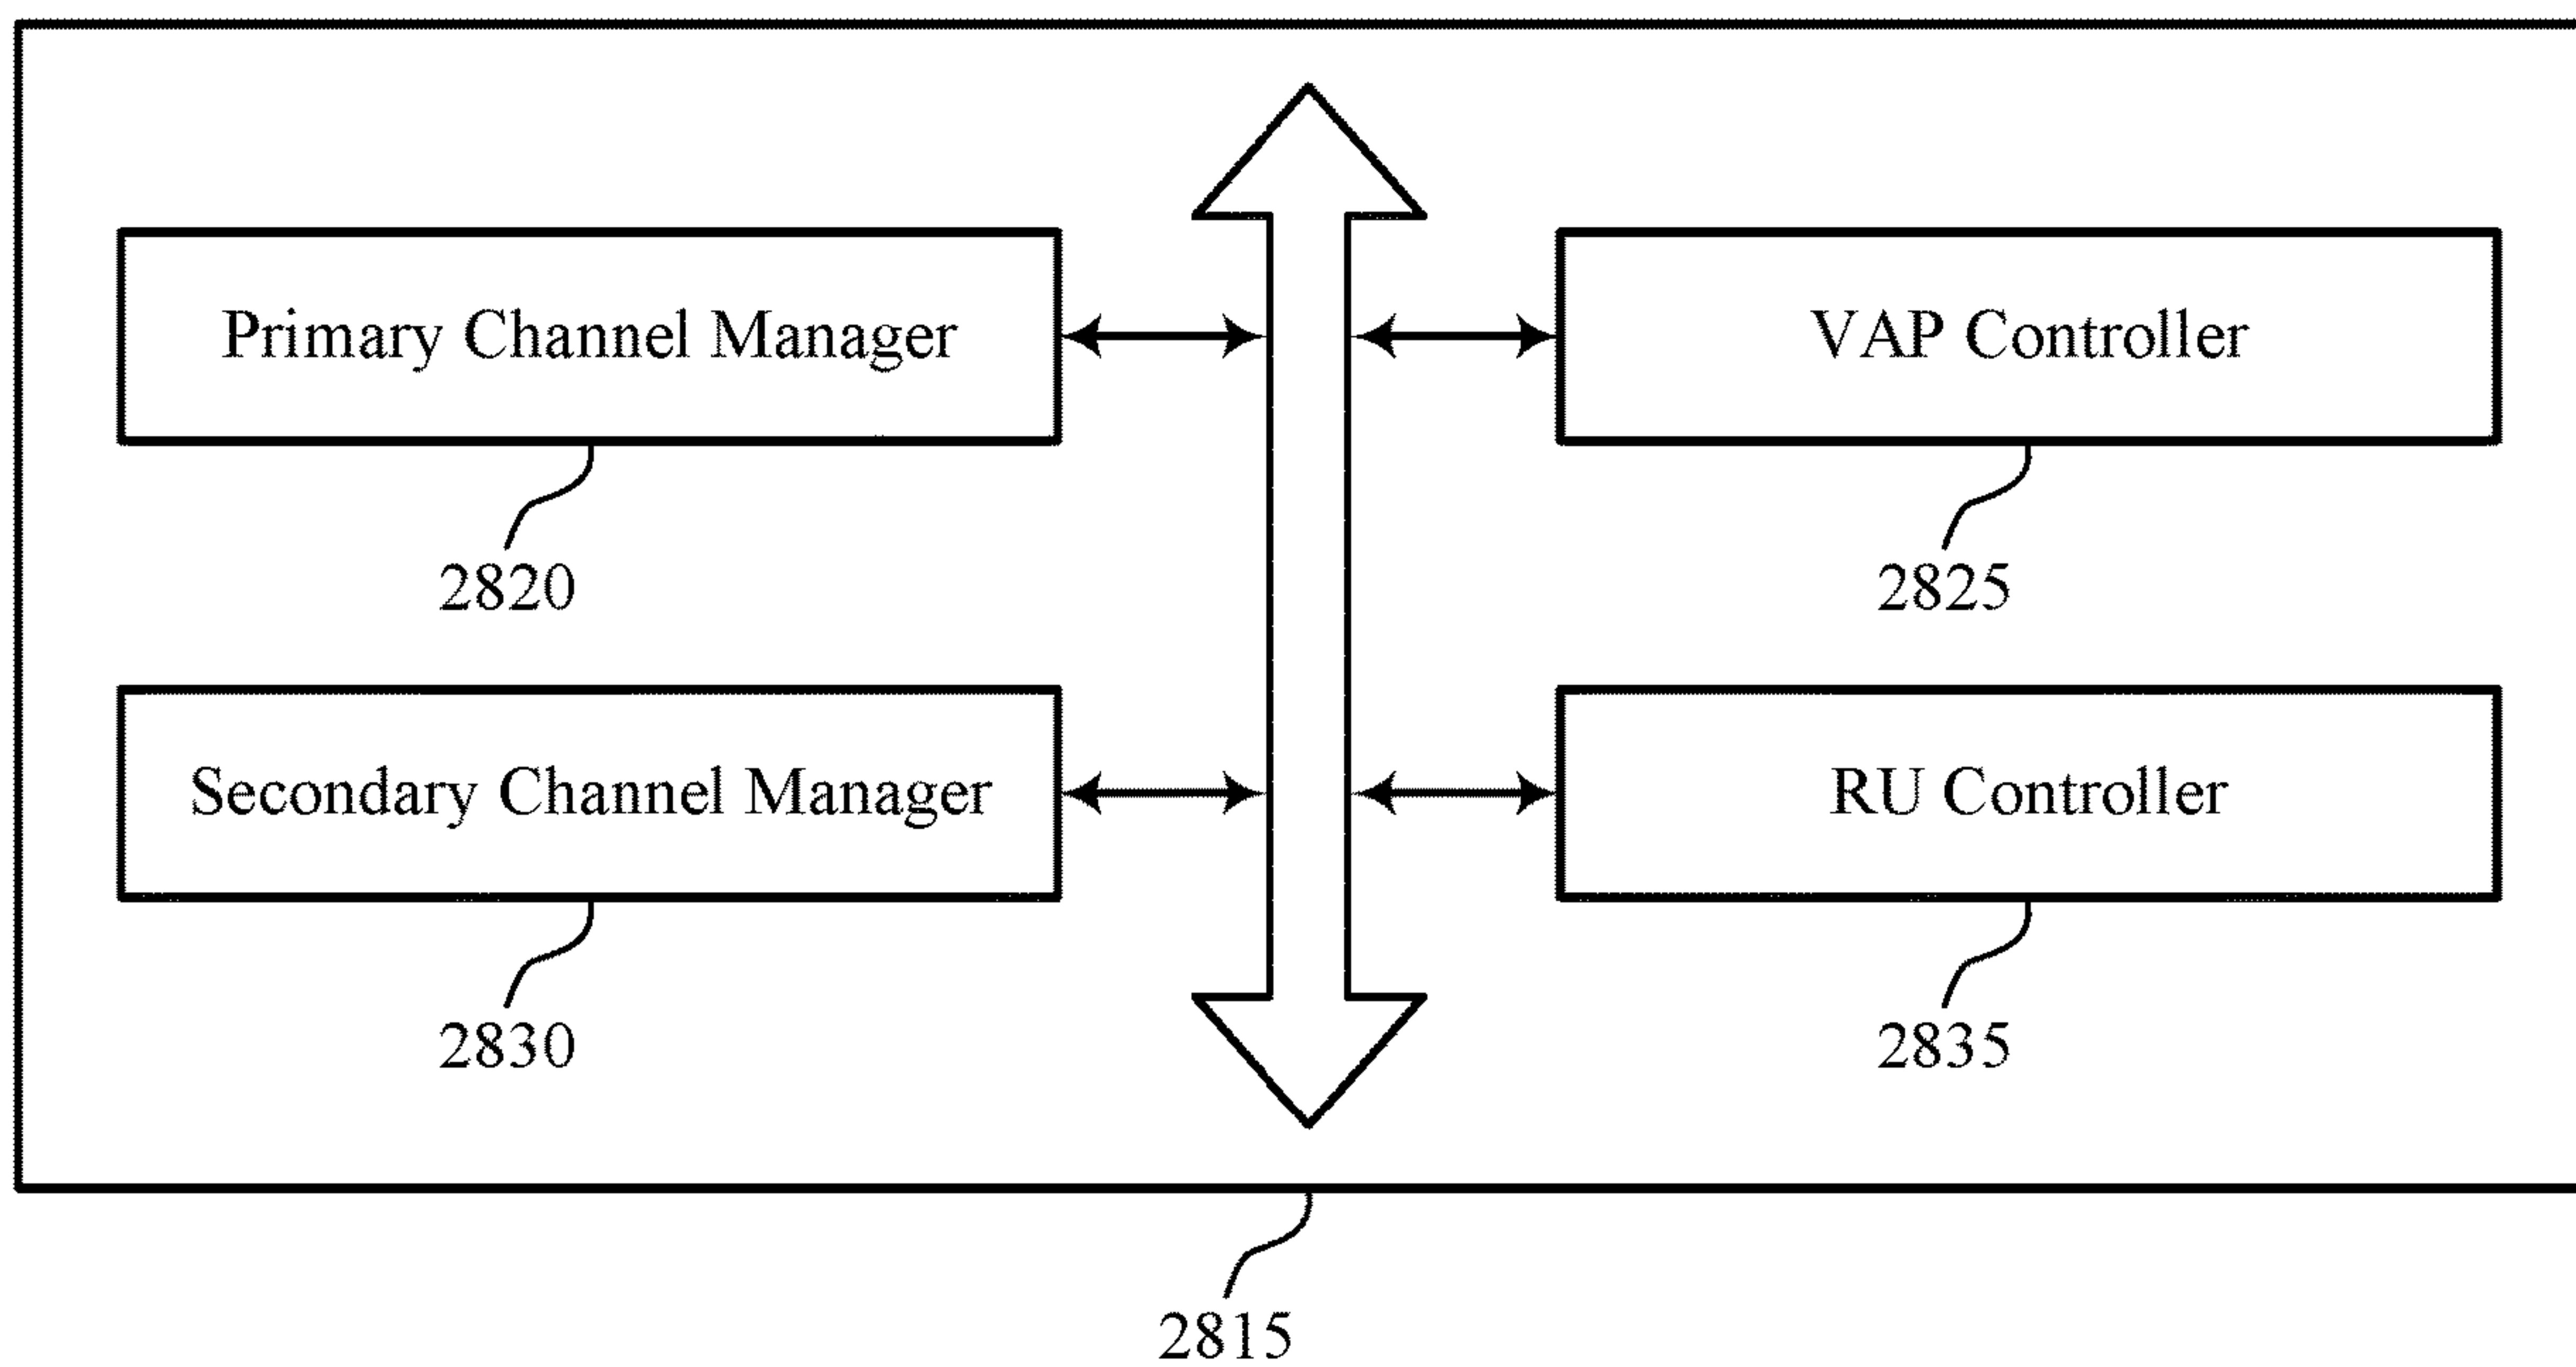 Primary Channel Manager
VAP Controller
2820
2825
Secondary Channel Manager
RU Controller
2830
2835
2815